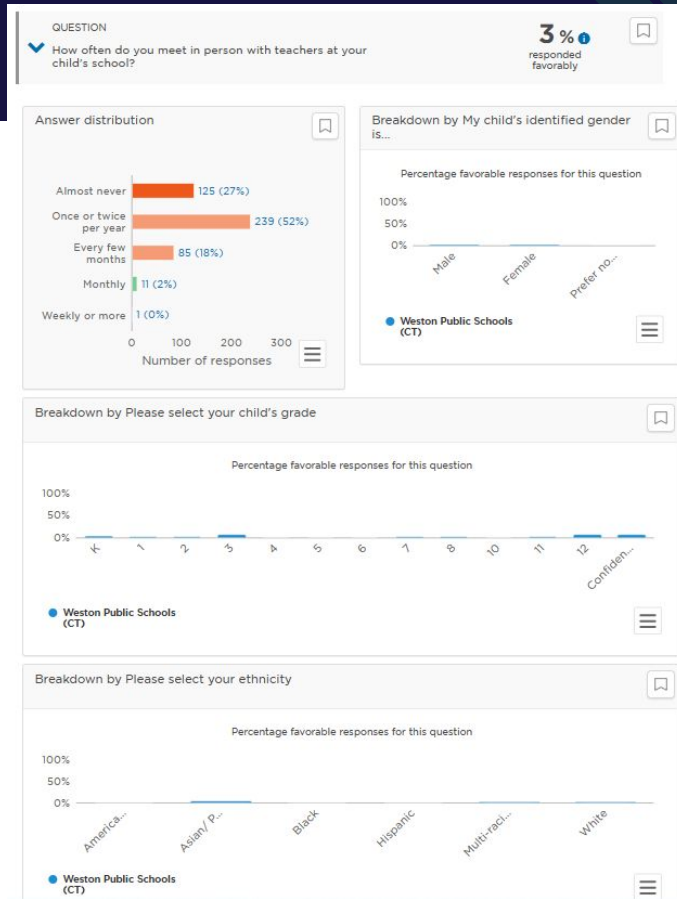 QUESTION
How often do you meet in person with teachers at your
child's school?
3 %
responded
favorably
Answer distribution
Almost never
125 (27%)
Once or twice
per year
239 (52%)
Every few
months
85 (18%)
Monthly
11 (2%)
Weekly or more
1 (0%)
0 100 200 300
Number of responses
Breakdown by My child's identified gender
is...
Percentage favorable responses for this question
100%
50%
0%
Male
Female
Prefer no...
Weston Public Schools
(CT)
Breakdown by Please select your child's grade
Percentage favorable responses for this question
100%
50%
0%
K 1 2 3 4 5 6 7 8 10 11 12 Confiden...
Weston Public Schools
(CT)
Breakdown by Please select your ethnicity
Percentage favorable responses for this question
100%
50%
0%
America...
Asian/ P...
Black
Hispanic
Multi-raci...
White
Weston Public Schools
(CT)